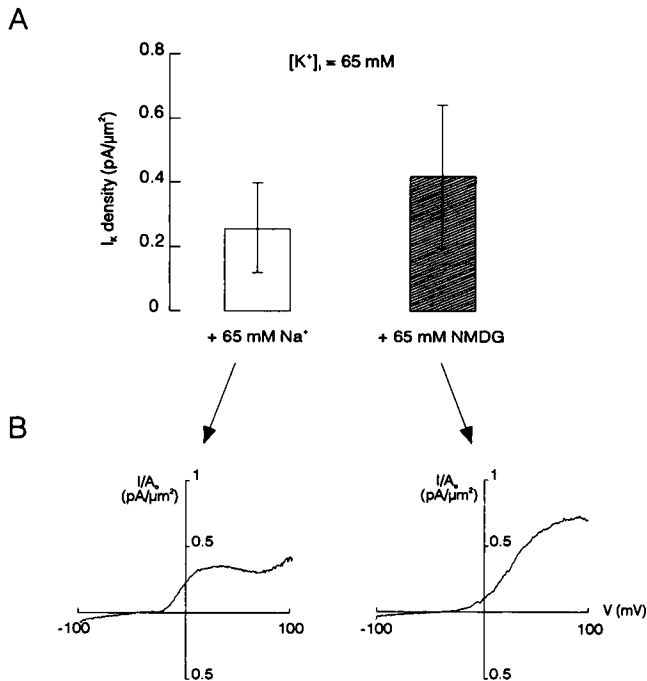 A
[K⁺]ᵢ = 65 mM
I_K density (pA/µm²)
0.8
0.6
0.4
0.2
0
+ 65 mM Na⁺
+ 65 mM NMDG
B
I/Aₒ
(pA/µm²)
1
0.5
-100
100
0.5
I/Aₒ
(pA/µm²)
1
0.5
-100
100
V (mV)
0.5